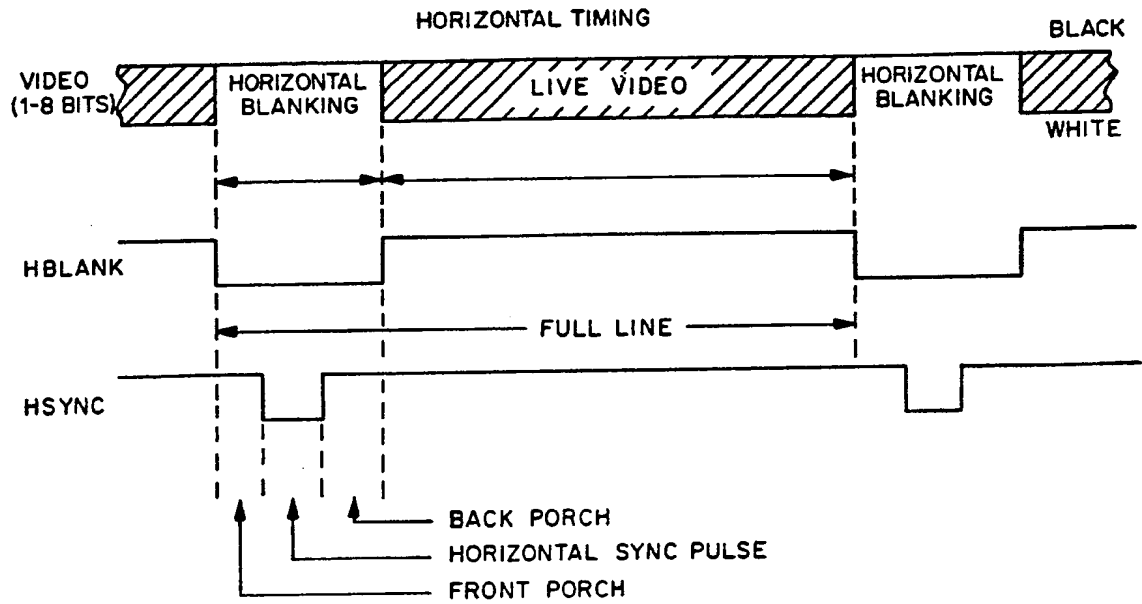 HORIZONTAL TIMING
BLACK
VIDEO
(1-8 BITS)
HORIZONTAL
BLANKING
LIVE VIDEO
HORIZONTAL
BLANKING
WHITE
HBLANK
FULL LINE
HSYNC
BACK PORCH
HORIZONTAL SYNC PULSE
FRONT PORCH